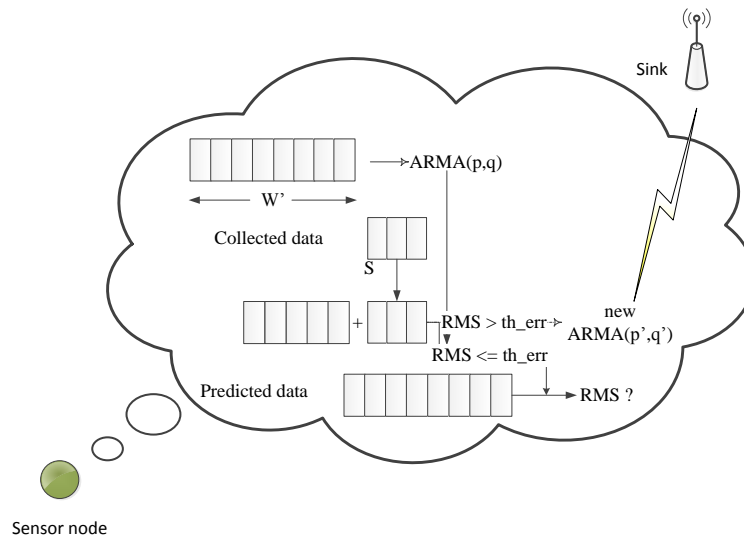 Sink
ARMA(p,q)
W’
Collected data
S
+
RMS > th_err
new
ARMA(p’,q’)
RMS <= th_err
Predicted data
RMS ?
Sensor node